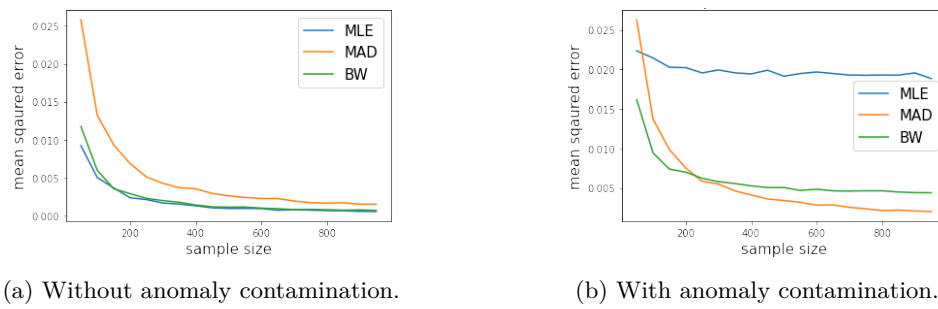 0.025
0.020
0.015
0.010
0.005
0.000
mean sqaured error
200
400
600
800
sample size
MLE
MAD
BW
(a) Without anomaly contamination.
0.025
0.020
0.015
0.010
0.005
mean sqaured error
200
400
600
800
sample size
MLE
MAD
BW
(b) With anomaly contamination.